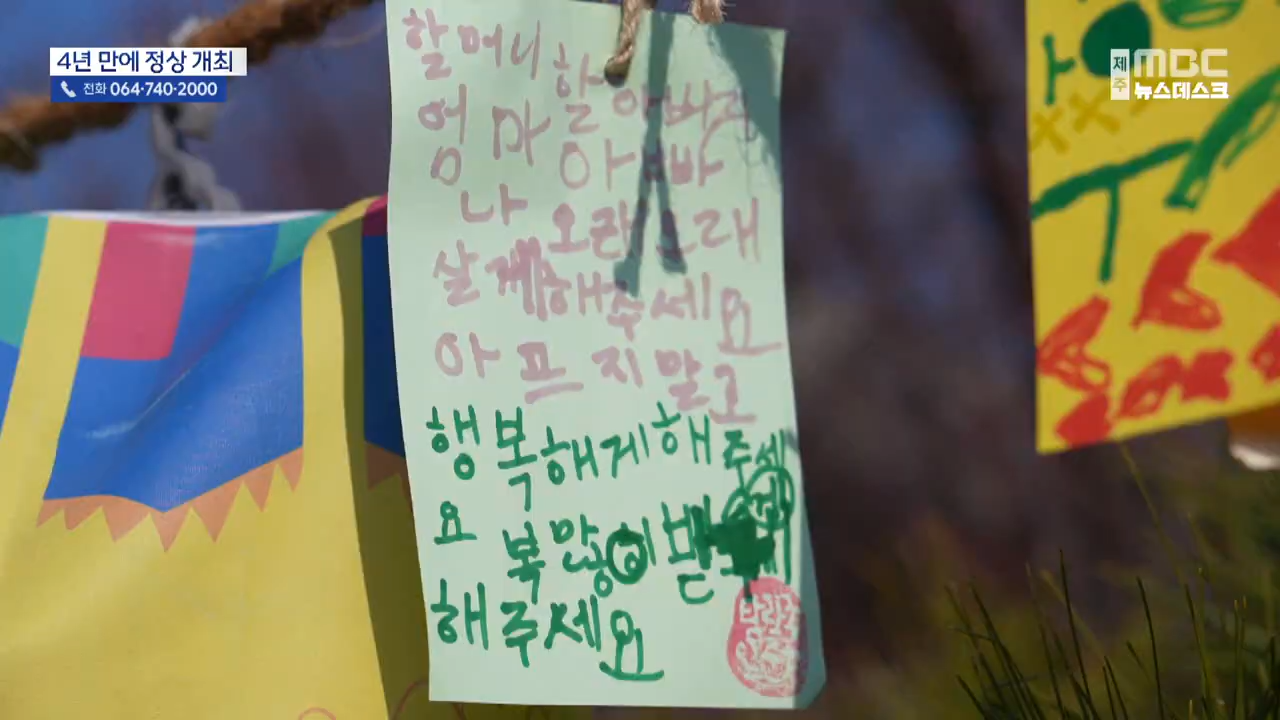 4년 만에 정상 개최
전화 064·740·2000
제주 MBC
뉴스데스크
할머니 할아버지
엄마 아빠
나 오래오래
살게해주세요
아프지말고
행복해게해주세
요 복많이받게
해주세요